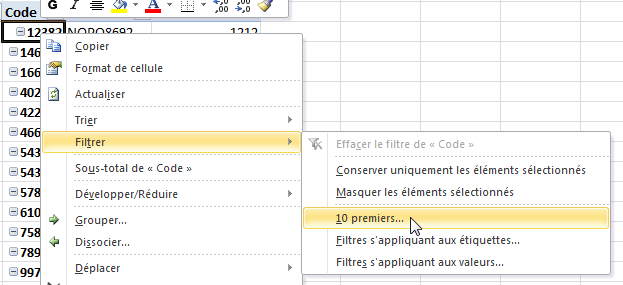 G I
A
Code
12382 NOPO8692 1212
146
166
402
422
466
543
543
578
610
756
789
997
Copier
Format de cellule
Actualiser
Trier
Filtrer
Sous-total de « Code »
Développer/Réduire
Grouper...
Dissocier...
Déplacer
Effacer le filtre de « Code »
Conserver uniquement les éléments sélectionnés
Masquer les éléments sélectionnés
10 premiers...
Filtres s'appliquant aux étiquettes...
Filtres s'appliquant aux valeurs...